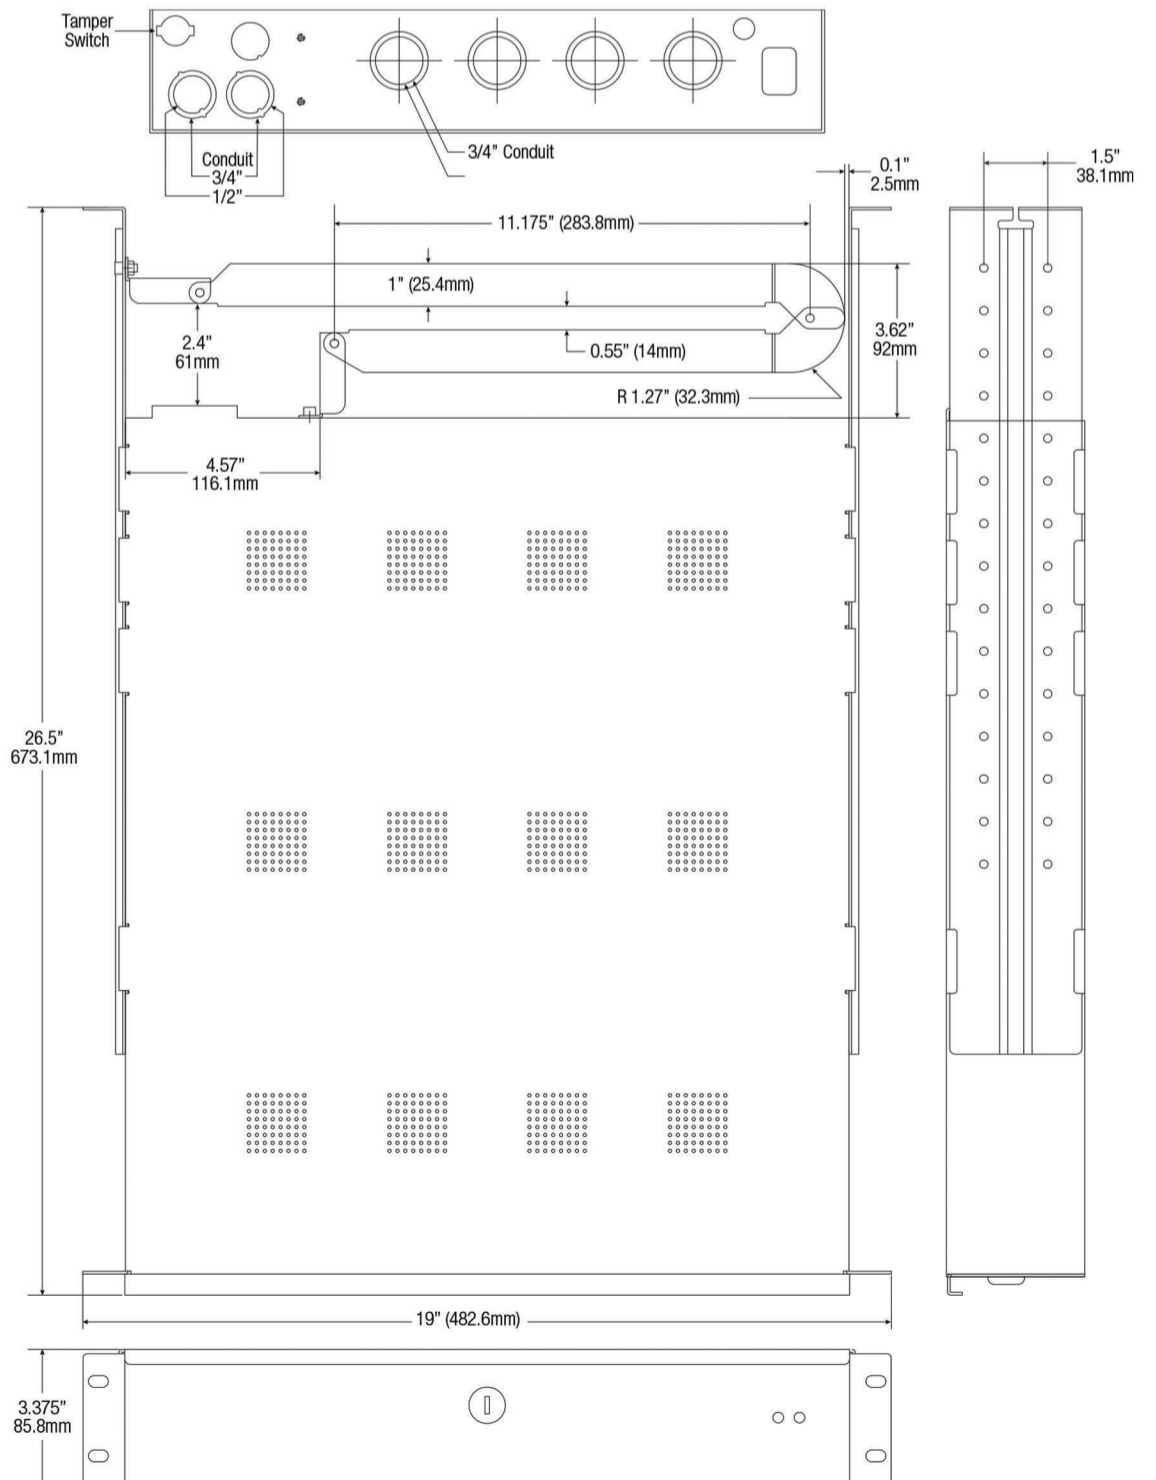 Tamper
Switch
Conduit
3/4”
1/2”
3/4” Conduit
0.1”
2.5mm
1.5”
38.1mm
11.175” (283.8mm)
1” (25.4mm)
2.4”
61mm
0.55” (14mm)
3.62”
92mm
R 1.27” (32.3mm)
4.57”
116.1mm
26.5”
673.1mm
19” (482.6mm)
3.375”
85.8mm